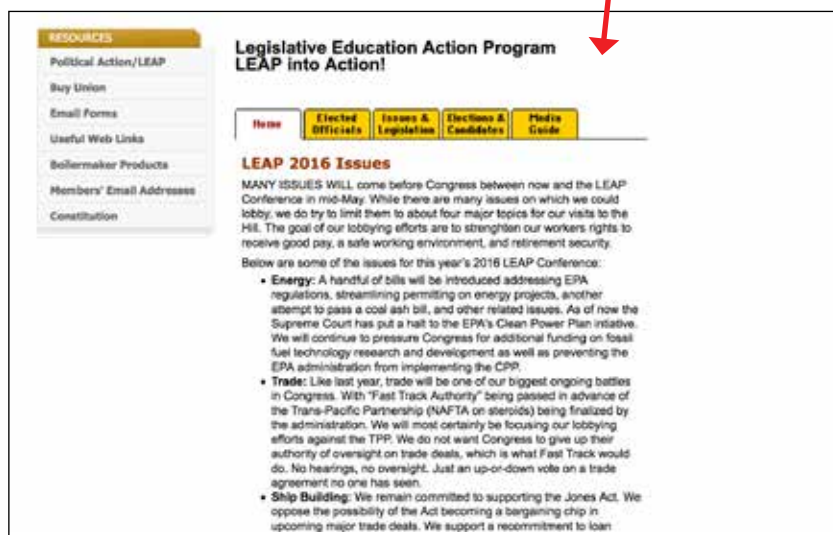 RESOURCES
Political Action/LEAP
Buy Union
Email Forms
Useful Web Links
Boilermaker Products
Members' Email Addresses
Constitution
Legislative Education Action Program
LEAP into Action!
Home
Elected
Officials
Issues &
Legislation
Elections &
Candidates
Media
Guide
LEAP 2016 Issues
MANY ISSUES WILL come before Congress between now and the LEAP
Conference in mid-May. While there are many issues on which we could
lobby, we do try to limit them to about four major topics for our visits to the
Hill. The goal of our lobbying efforts are to strenghten our workers rights to
receive good pay, a safe working environment, and retirement security.
Below are some of the issues for this year's 2016 LEAP Conference:
• Energy: A handful of bills will be introduced addressing EPA
regulations, streamlining permitting on energy projects, another
attempt to pass a coal ash bill, and other related issues. As of now the
Supreme Court has put a halt to the EPA's Clean Power Plan intiative.
We will continue to pressure Congress for additional funding on fossil
fuel technology research and development as well as preventing the
EPA administration from implementing the CPP.
• Trade: Like last year, trade will be one of our biggest ongoing battles
in Congress. With "Fast Track Authority" being passed in advance of
the Trans-Pacific Partnership (NAFTA on steroids) being finalized by
the administration. We will most certainly be focusing our lobbying
efforts against the TPP. We do not want Congress to give up their
authority of oversight on trade deals, which is what Fast Track would
do. No hearings, no oversight. Just an up-or-down vote on a trade
agreement no one has seen.
• Ship Building: We remain committed to supporting the Jones Act. We
oppose the possibility of the Act becoming a bargaining chip in
upcoming major trade deals. We support a recommitment to loan